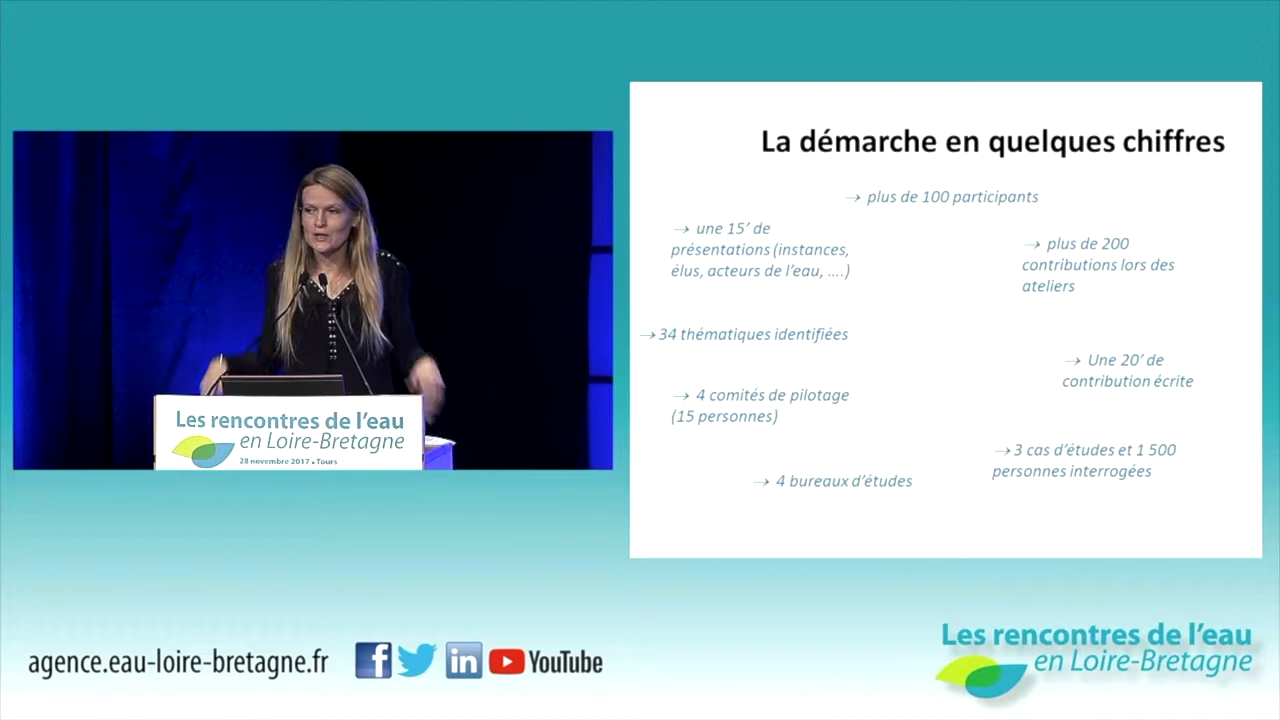 La démarche en quelques chiffres
→ plus de 100 participants
→ une 15’ de
présentations (instances,
élus, acteurs de l’eau, ....)
→ plus de 200
contributions lors des
ateliers
→ 34 thématiques identifiées
→ Une 20’ de
contribution écrite
→ 4 comités de pilotage
(15 personnes)
→ 3 cas d’études et 1 500
personnes interrogées
→ 4 bureaux d’études
Les rencontres de l’eau
en Loire-Bretagne
28 novembre 2017 • Tours
agence.eau-loire-bretagne.fr
f
in
YouTube
Les rencontres de l’eau
en Loire-Bretagne